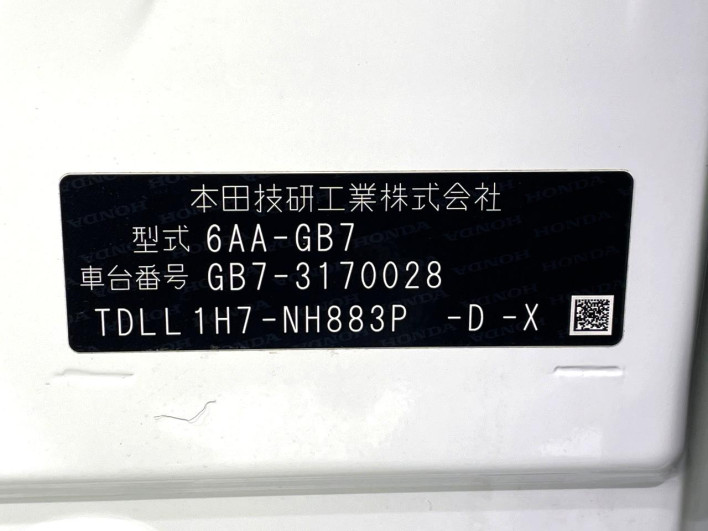 本田技研工業株式会社
型式 6AA-GB7
車台番号 GB7-3170028
TDLL1H7-NH883P -D -X